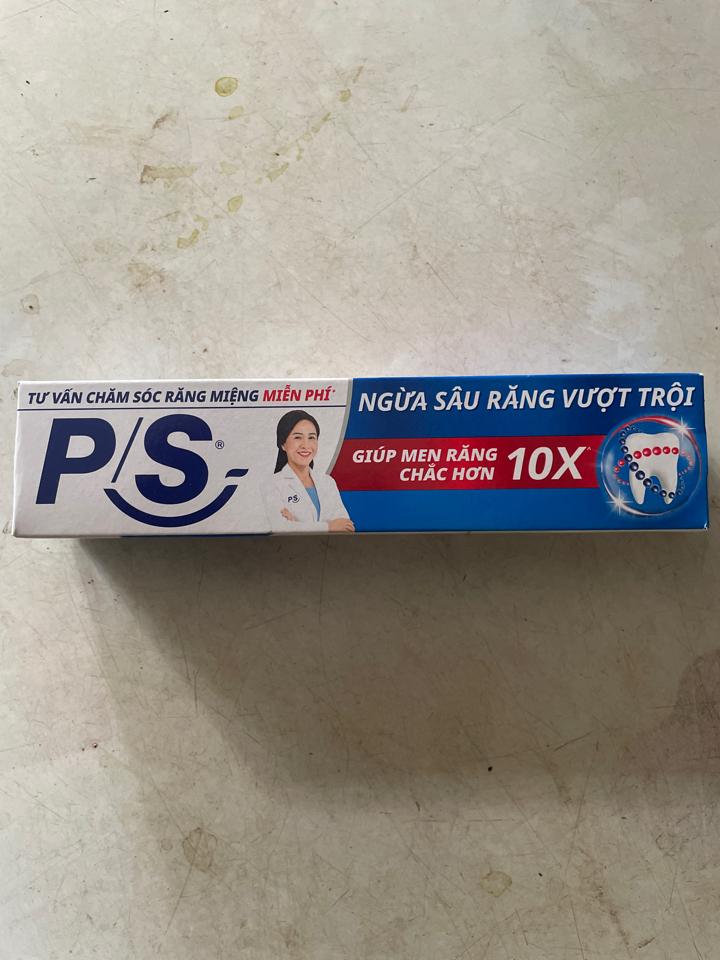 TƯ VẤN CHĂM SÓC RĂNG MIỆNG MIỄN PHÍ*
P/S®
P/S
NGỪA SÂU RĂNG VƯỢT TRỘI
GIÚP MEN RĂNG
CHẮC HƠN
10X^